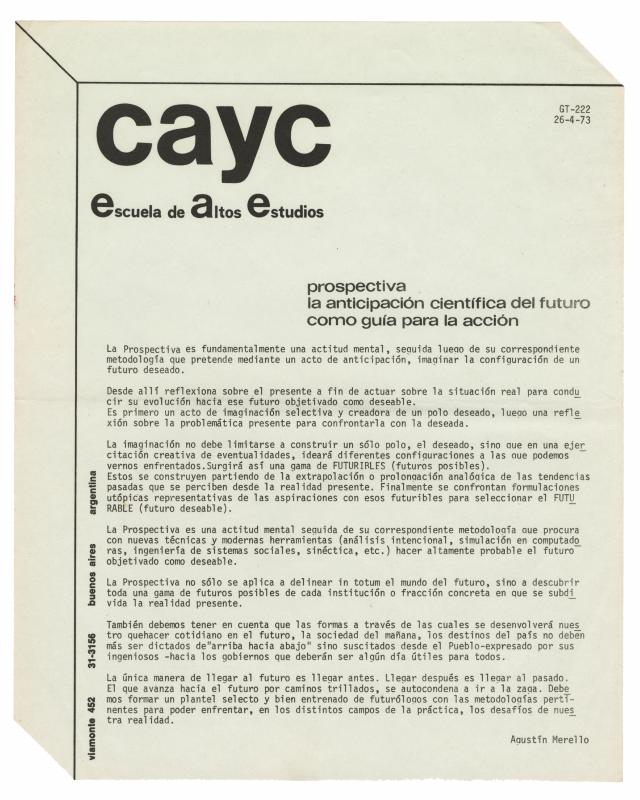 GT-222
26-4-73
cayc
escuela de altos estudios
prospectiva
la anticipación científica del futuro
como guía para la acción
La Prospectiva es fundamentalmente una actitud mental, seguida luego de su correspondiente
metodología que pretende mediante un acto de anticipación, imaginar la configuración de un
futuro deseado.
Desde allí reflexiona sobre el presente a fin de actuar sobre la situación real para condu
cir su evolución hacia ese futuro objetivado como deseable.
Es primero un acto de imaginación selectiva y creadora de un polo deseado, luego una refle
xión sobre la problemática presente para confrontarla con la deseada.
La imaginación no debe limitarse a construir un sólo polo, el deseado, sino que en una ejer
citación creativa de eventualidades, ideará diferentes configuraciones a las que podemos
vernos enfrentados.Surgirá así una gama de FUTURIBLES (futuros posibles).
Estos se construyen partiendo de la extrapolación o prolongación analógica de las tendencias
pasadas que se perciben desde la realidad presente. Finalmente se confrontan formulaciones
utópicas representativas de las aspiraciones con esos futuribles para seleccionar el FUTU
RABLE (futuro deseable).
La Prospectiva es una actitud mental seguida de su correspondiente metodología que procura
con nuevas técnicas y modernas herramientas (análisis intencional, simulación en computado
ras, ingeniería de sistemas sociales, sinéctica, etc.) hacer altamente probable el futuro
objetivado como deseable.
La Prospectiva no sólo se aplica a delinear in totum el mundo del futuro, sino a descubrir
toda una gama de futuros posibles de cada institución o fracción concreta en que se subdi
vida la realidad presente.
También debemos tener en cuenta que las formas a través de las cuales se desenvolverá nues
tro quehacer cotidiano en el futuro, la sociedad del mañana, los destinos del país no deben
más ser dictados de"arriba hacia abajo" sino suscitados desde el Pueblo-expresado por sus
ingeniosos -hacia los gobiernos que deberán ser algún día útiles para todos.
La única manera de llegar al futuro es llegar antes. Llegar después es llegar al pasado.
El que avanza hacia el futuro por caminos trillados, se autocondena a ir a la zaga. Debe
mos formar un plantel selecto y bien entrenado de futurólogos con las metodologías perti-
nentes para poder enfrentar, en los distintos campos de la práctica, los desafíos de nues
tra realidad.
Agustín Merello
viamonte 452 31-3156 buenos aires argentina